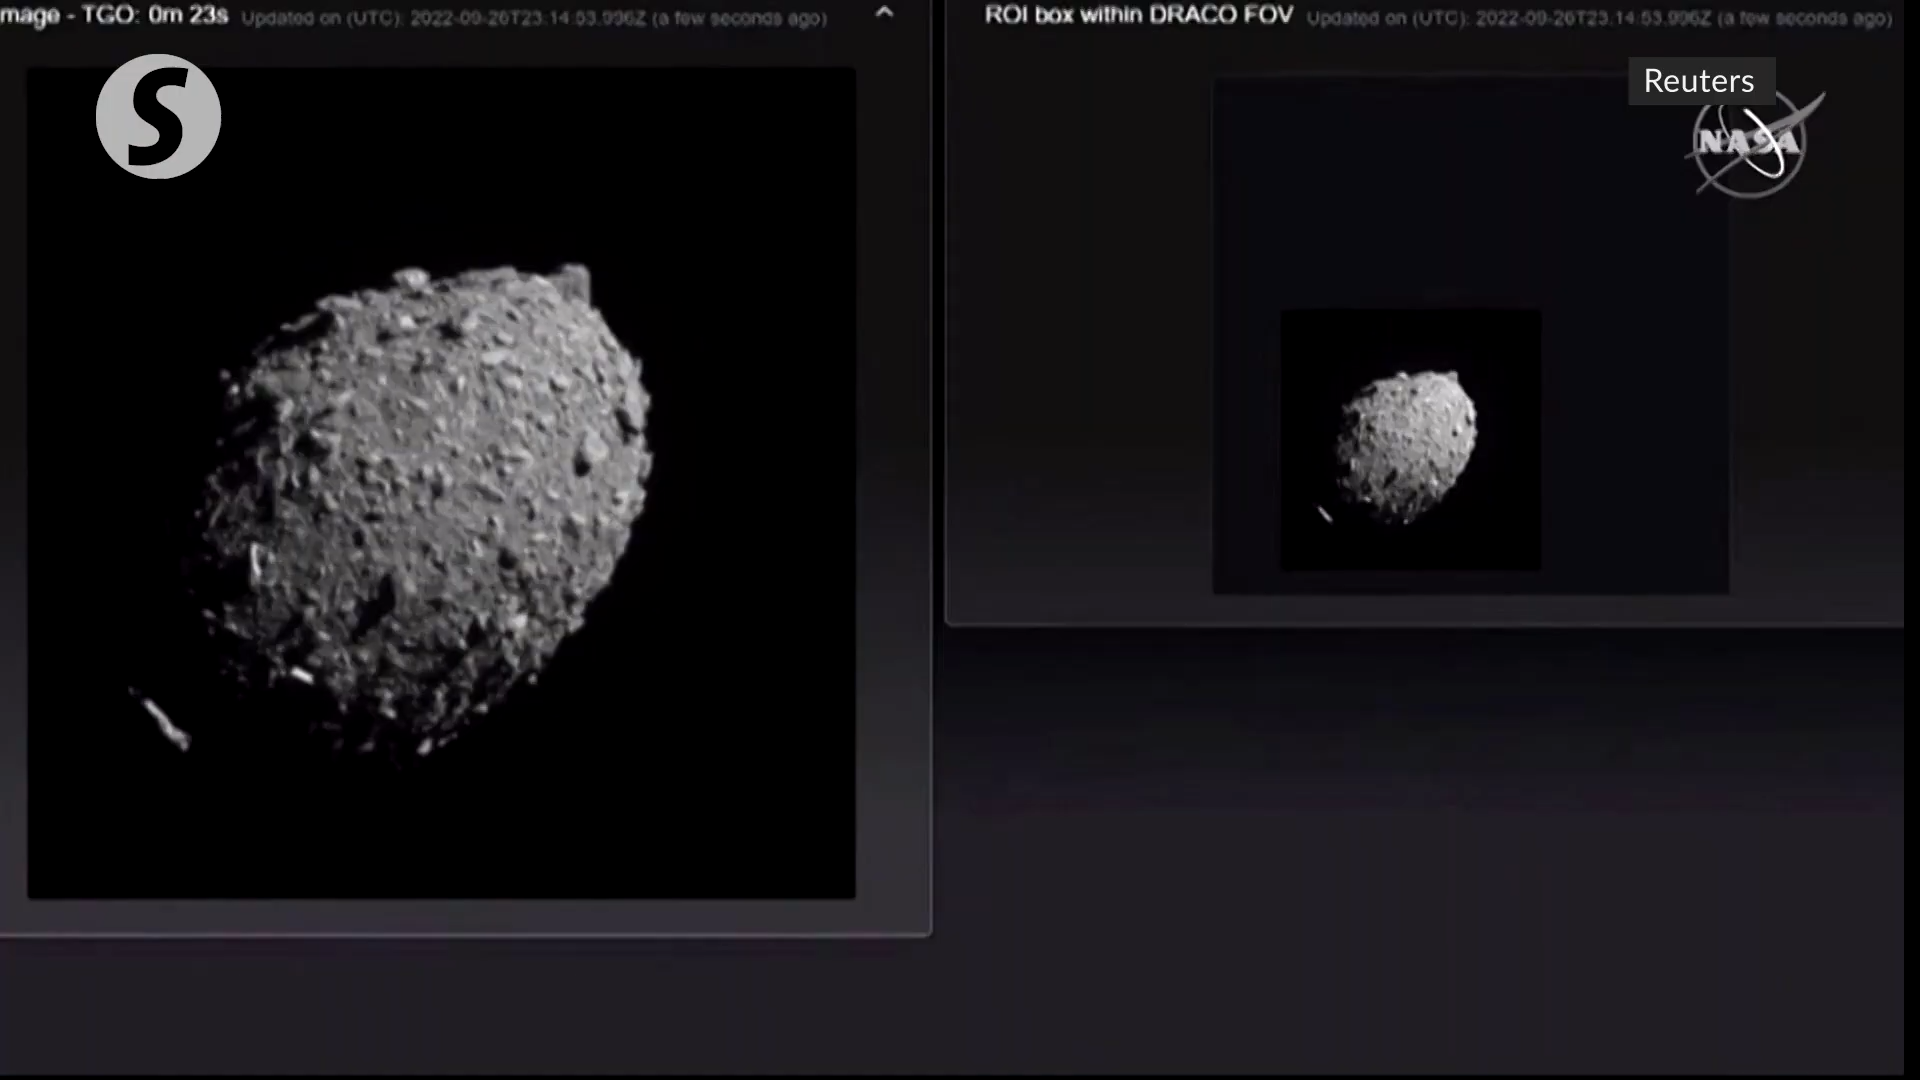 mage - TGO: 0m 23s Updated on (UTC): 2022-09-26T23:14:53.996Z (a few seconds ago)
ROI box within DRACO FOV Updated on (UTC): 2022-09-26T23:14:53.996Z (a few seconds ago)
S
Reuters
NASA